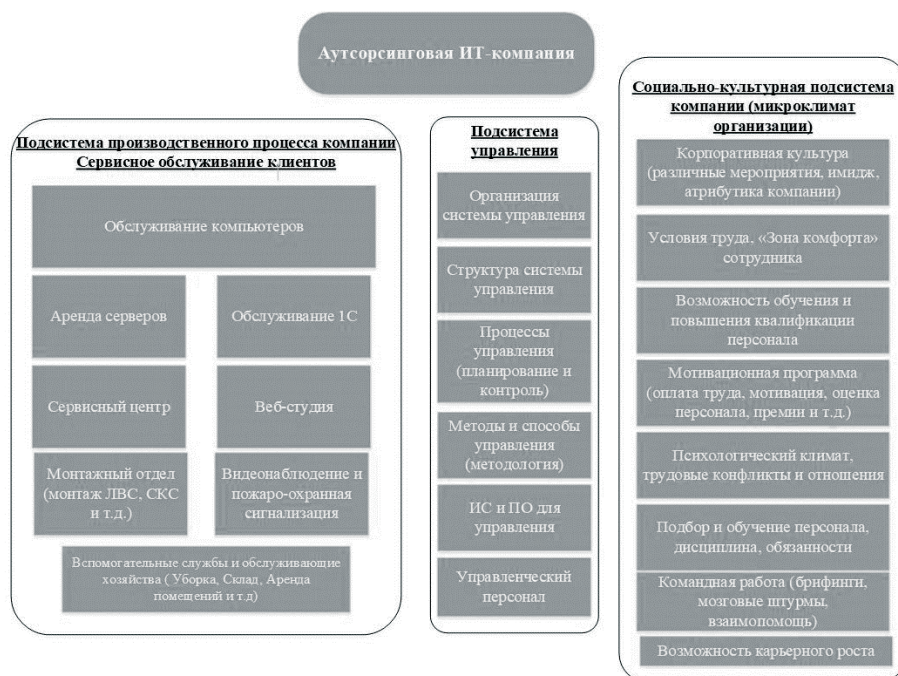 Аутсорсинговая ИТ-компания
Подсистема производственного процесса компании
Сервисное обслуживание клиентов
Обслуживание компьютеров
Аренда серверов
Обслуживание 1С
Сервисный центр
Веб-студия
Монтажный отдел
(монтаж ЛВС, СКС
и т.д.)
Видеонаблюдение и
пожаро-охранная
сигнализация
Вспомогательные службы и обслуживающие
хозяйства ( Уборка, Склад, Аренда
помещений и т.д)
Подсистема
управления
Организация
системы управления
Структура системы
управления
Процессы
управления
(планирование и
контроль)
Методы и способы
управления
(методология)
ИС и ПО для
управления
Управленческий
персонал
Социально-культурная подсистема
компании (микроклимат
организации)
Корпоративная культура
(различные мероприятия, имидж,
атрибутика компании)
Условия труда, «Зона комфорта»
сотрудника
Возможность обучения и
повышения квалификации
персонала
Мотивационная программа
(оплата труда, мотивация, оценка
персонала, премии и т.д.)
Психологический климат,
трудовые конфликты и отношения
Подбор и обучение персонала,
дисциплина, обязанности
Командная работа (брифинги,
мозговые штурмы,
взаимопомощь)
Возможность карьерного роста